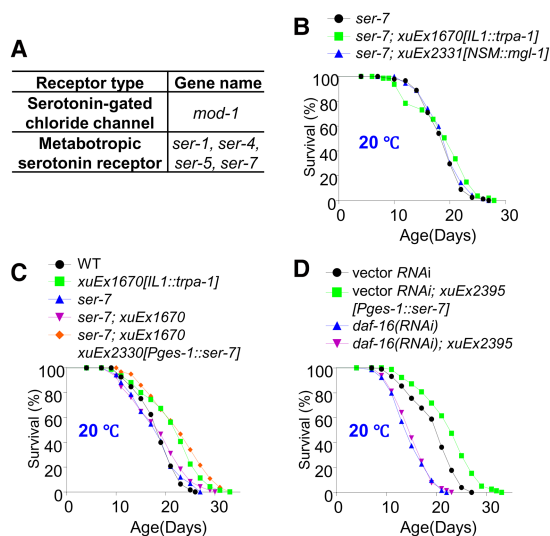 A
Receptor type Gene name
Serotonin-gated
chloride channel
mod-1
Metabotropic
serotonin receptor
ser-1, ser-4,
ser-5, ser-7
B
ser-7
ser-7; xuEx1670[IL1::trpa-1]
ser-7; xuEx2331[NSM::mgl-1]
Survival (%)
100
80
60
40
20
0
20 ℃
0 10 20 30
Age(Days)
C
WT
xuEx1670[IL1::trpa-1]
ser-7
ser-7; xuEx1670
ser-7; xuEx1670
xuEx2330[Pges-1::ser-7]
Survival (%)
100
80
60
40
20
0
20 ℃
0 10 20 30
Age(Days)
D
vector RNAi
vector RNAi; xuEx2395
[Pges-1::ser-7]
daf-16(RNAi)
daf-16(RNAi); xuEx2395
Survival (%)
100
80
60
40
20
0
20 ℃
0 10 20 30
Age(Days)